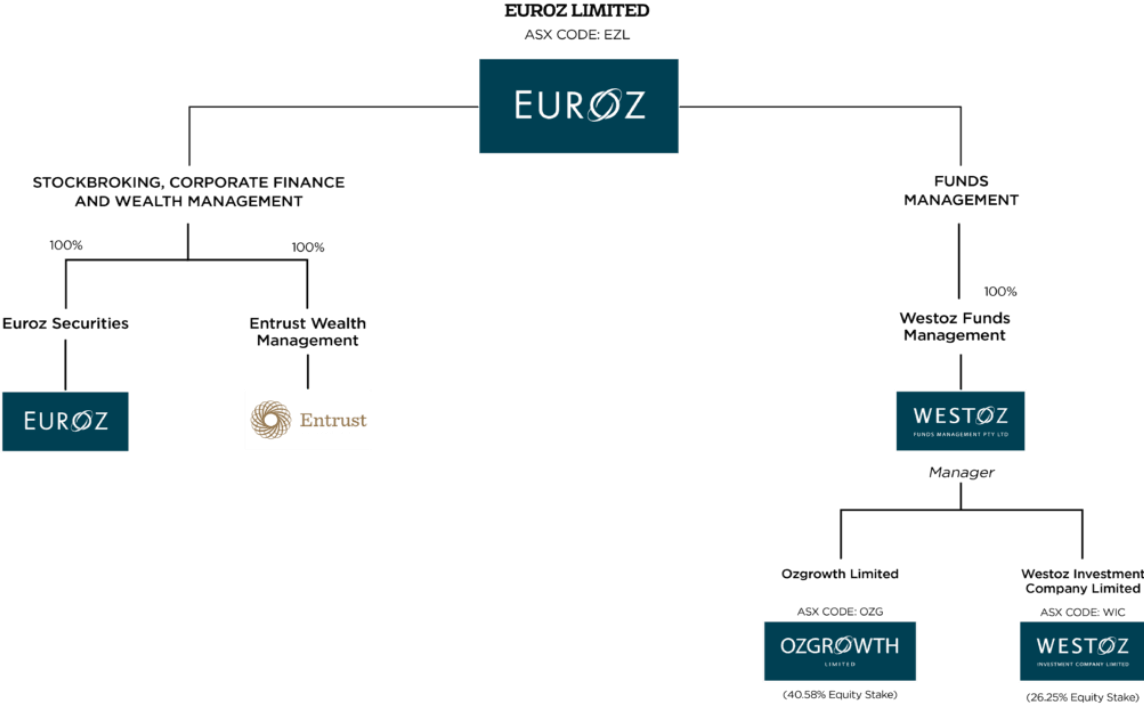 EUROZ LIMITED
ASX CODE: EZL
EUROZ
STOCKBROKING, CORPORATE FINANCE
AND WEALTH MANAGEMENT
FUNDS
MANAGEMENT
100%
100%
100%
Euroz Securities
Entrust Wealth
Management
Westoz Funds
Management
EUROZ
Entrust
WESTOZ
FUNDS MANAGEMENT PTY LTD
Manager
Ozgrowth Limited
Westoz Investment
Company Limited
ASX CODE: OZG
ASX CODE: WIC
OZGROWTH
LIMITED
WESTOZ
INVESTMENT COMPANY LIMITED
(40.58% Equity Stake)
(26.25% Equity Stake)